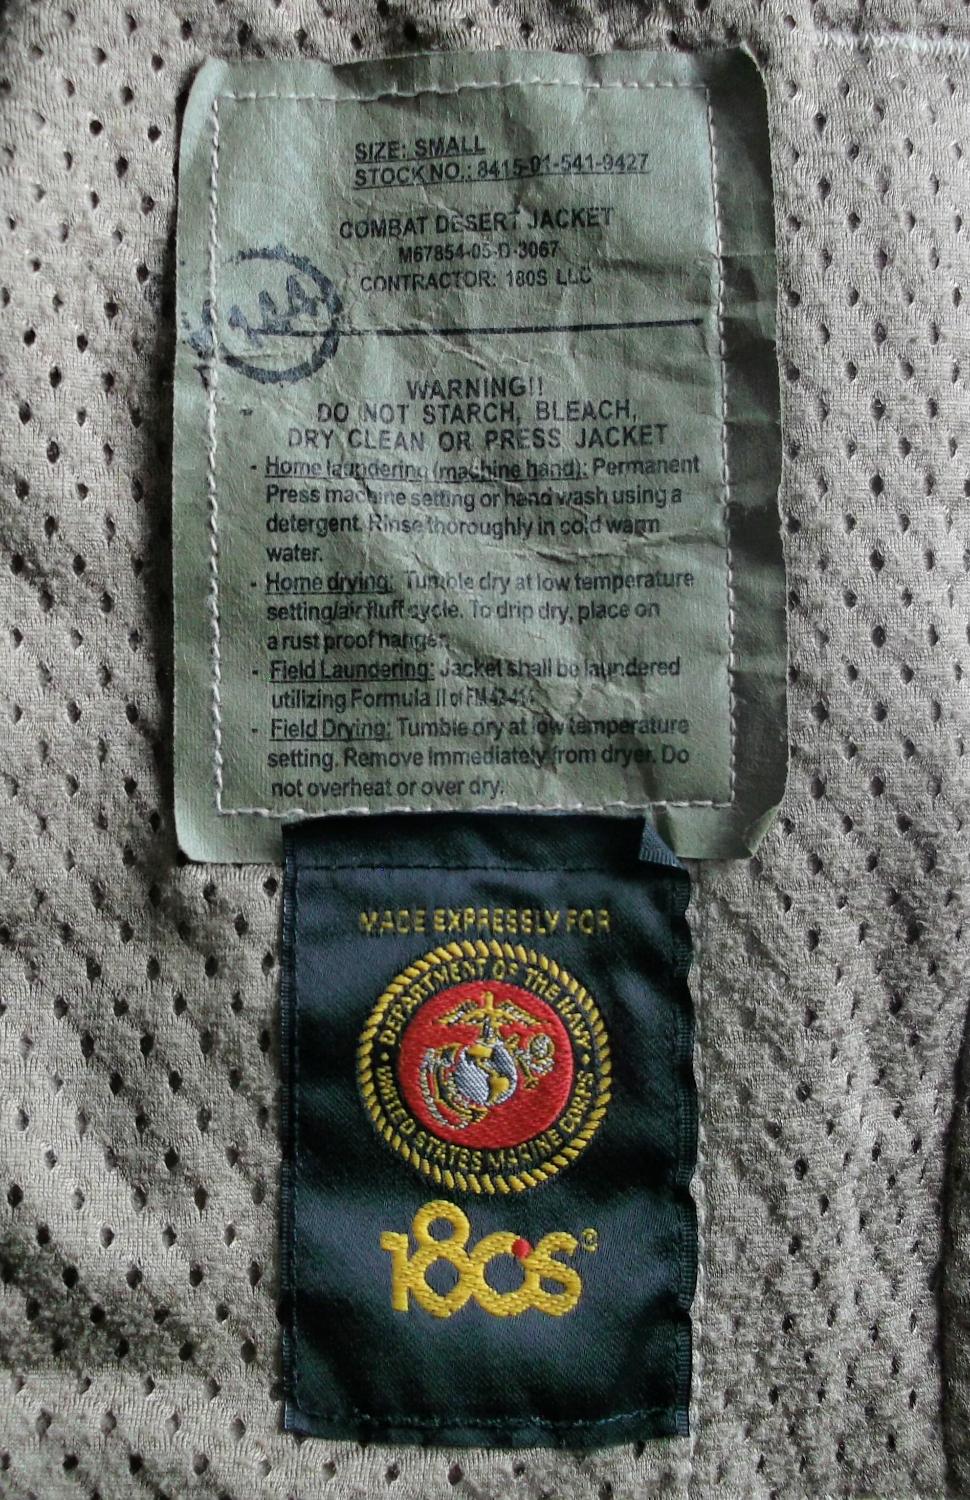 SIZE: SMALL
STOCK NO.: 8415-01-541-9427
COMBAT DESERT JACKET
M67854-05-D-3067
CONTRACTOR: 180S LLC
WARNING!!
DO NOT STARCH, BLEACH,
DRY CLEAN OR PRESS JACKET
- Home laundering (machine hand): Permanent
Press machine setting or hand wash using a
detergent. Rinse thoroughly in cold warm
water.
- Home drying: Tumble dry at low temperature
setting/air fluff cycle. To drip dry, place on
a rust proof hanger.
- Field Laundering: Jacket shall be laundered
utilizing Formula II of FM
- Field Drying: Tumble dry at low temperature
setting. Remove immediately from dryer. Do
not overheat or over dry.
MADE EXPRESSLY FOR
DEPARTMENT OF THE NAVY
UNITED STATES MARINE CORPS
180s®